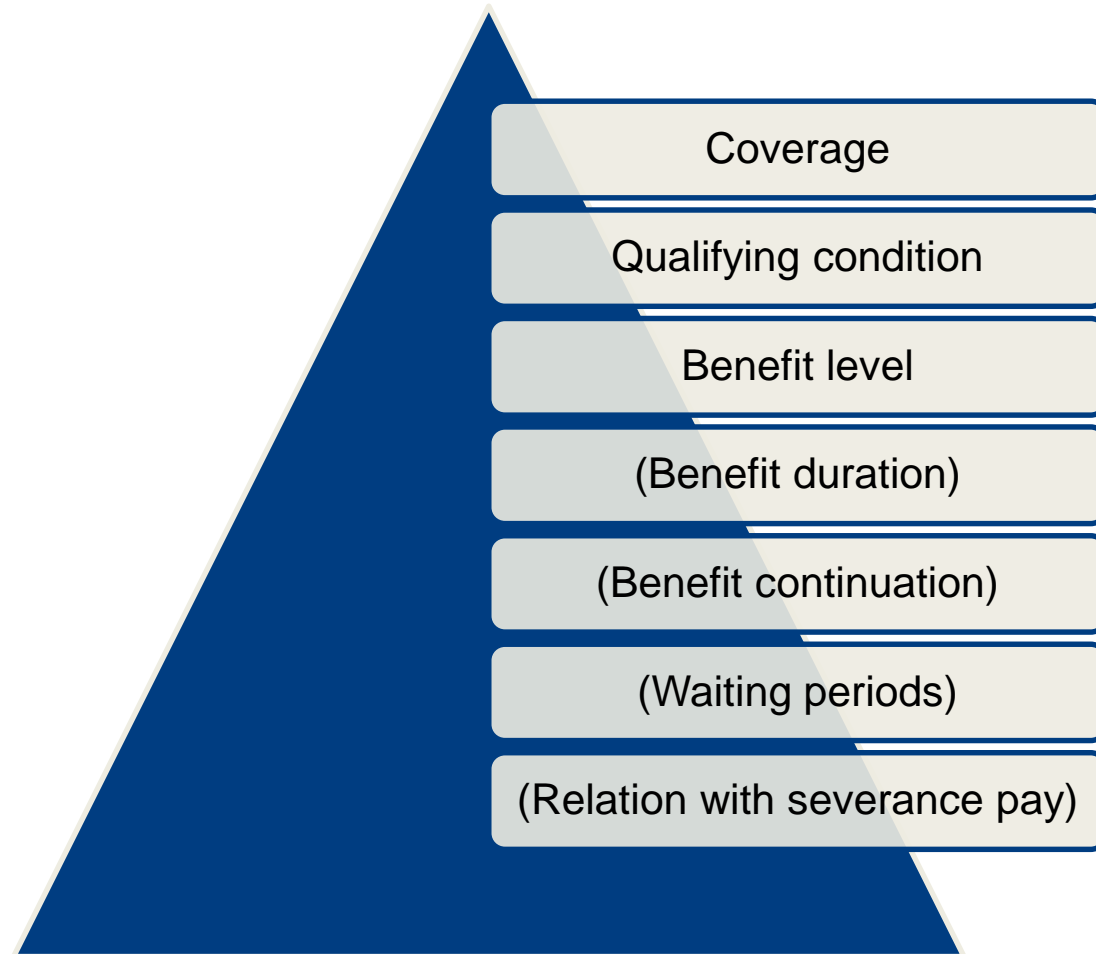 Coverage
Qualifying condition
Benefit level
(Benefit duration)
(Benefit continuation)
(Waiting periods)
(Relation with severance pay)